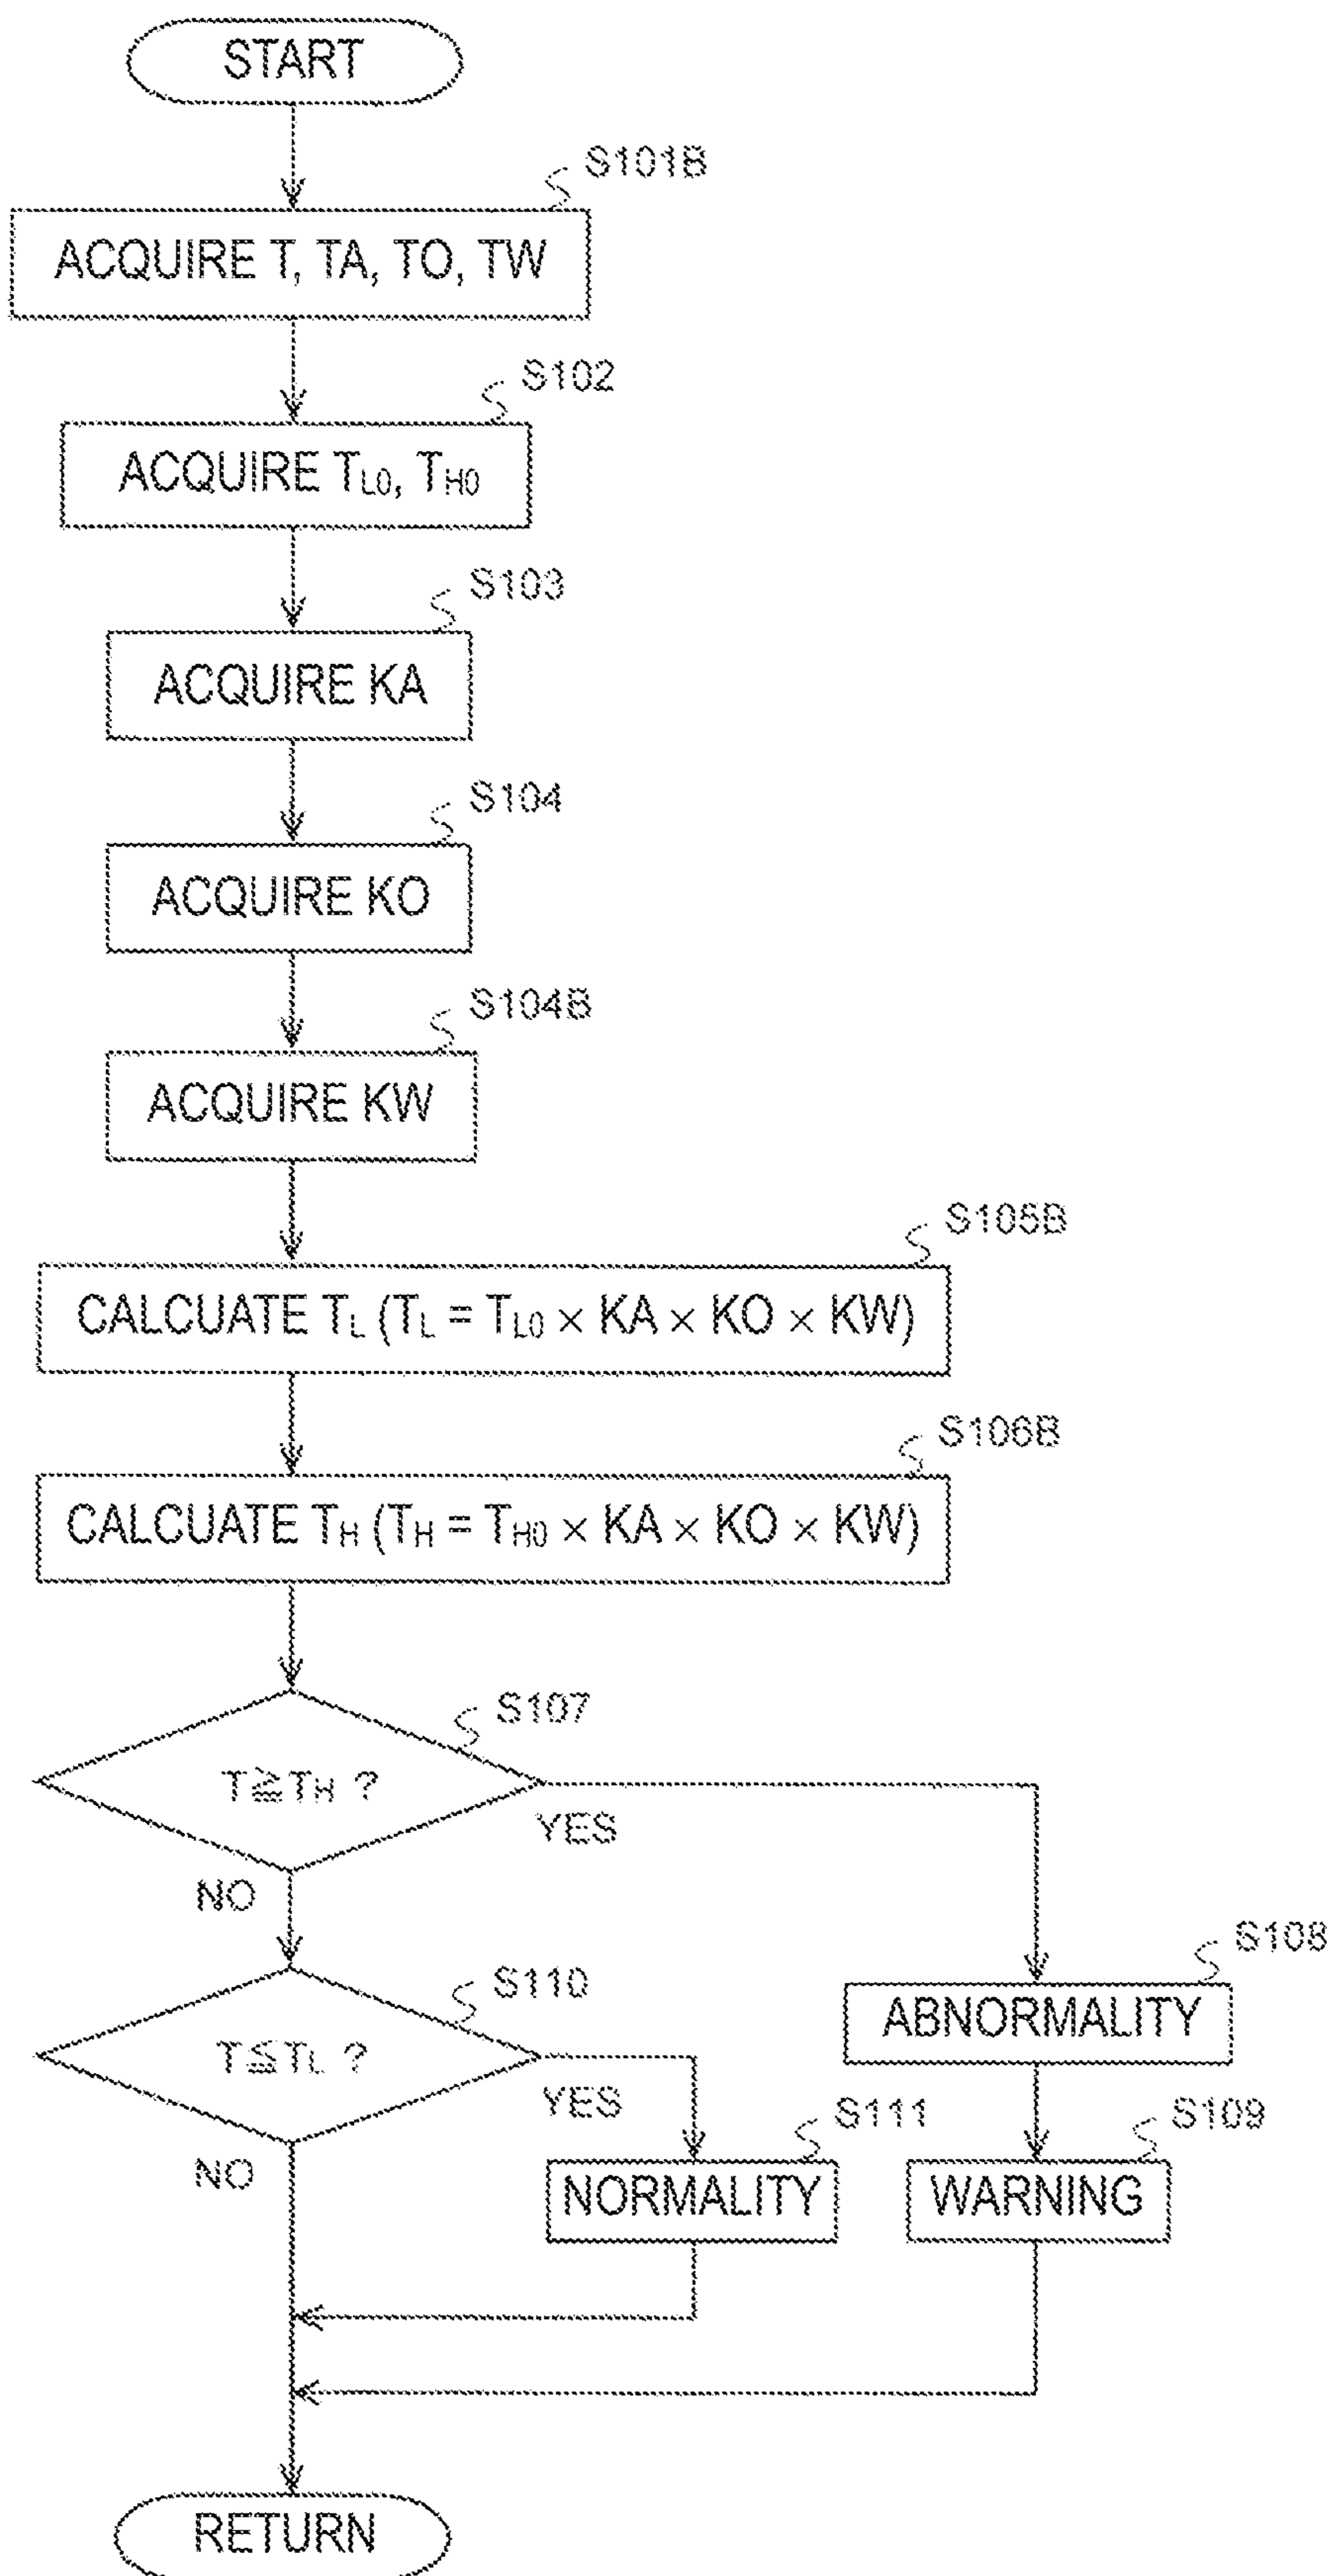 START
S101B
ACQUIRE T, TA, TO, TW
S102
ACQUIRE TL0, TH0
S103
ACQUIRE KA
S104
ACQUIRE KO
S104B
ACQUIRE KW
S105B
CALCUATE TL (TL = TL0 × KA × KO × KW)
S106B
CALCUATE TH (TH = TH0 × KA × KO × KW)
S107
T≧TH ?
YES
NO
S108
ABNORMALITY
S110
T≦TL ?
YES
NO
S111
NORMALITY
S109
WARNING
RETURN